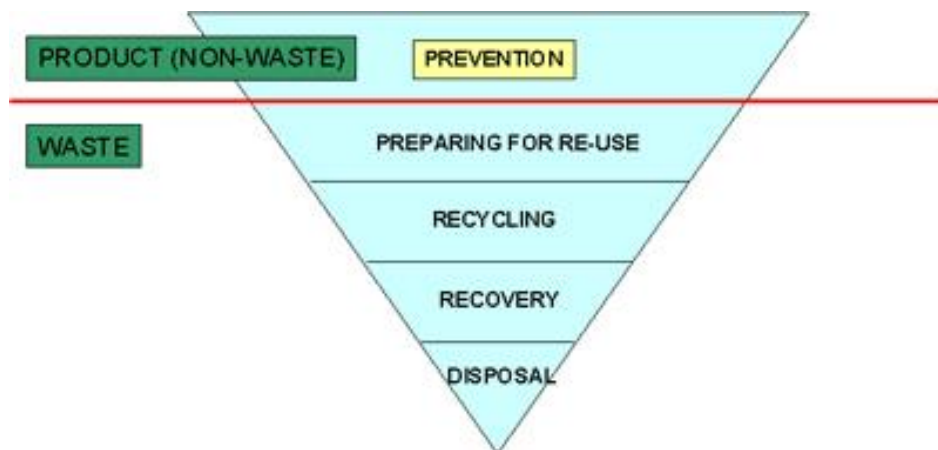 PRODUCT (NON-WASTE)
PREVENTION
WASTE
PREPARING FOR RE-USE
RECYCLING
RECOVERY
DISPOSAL